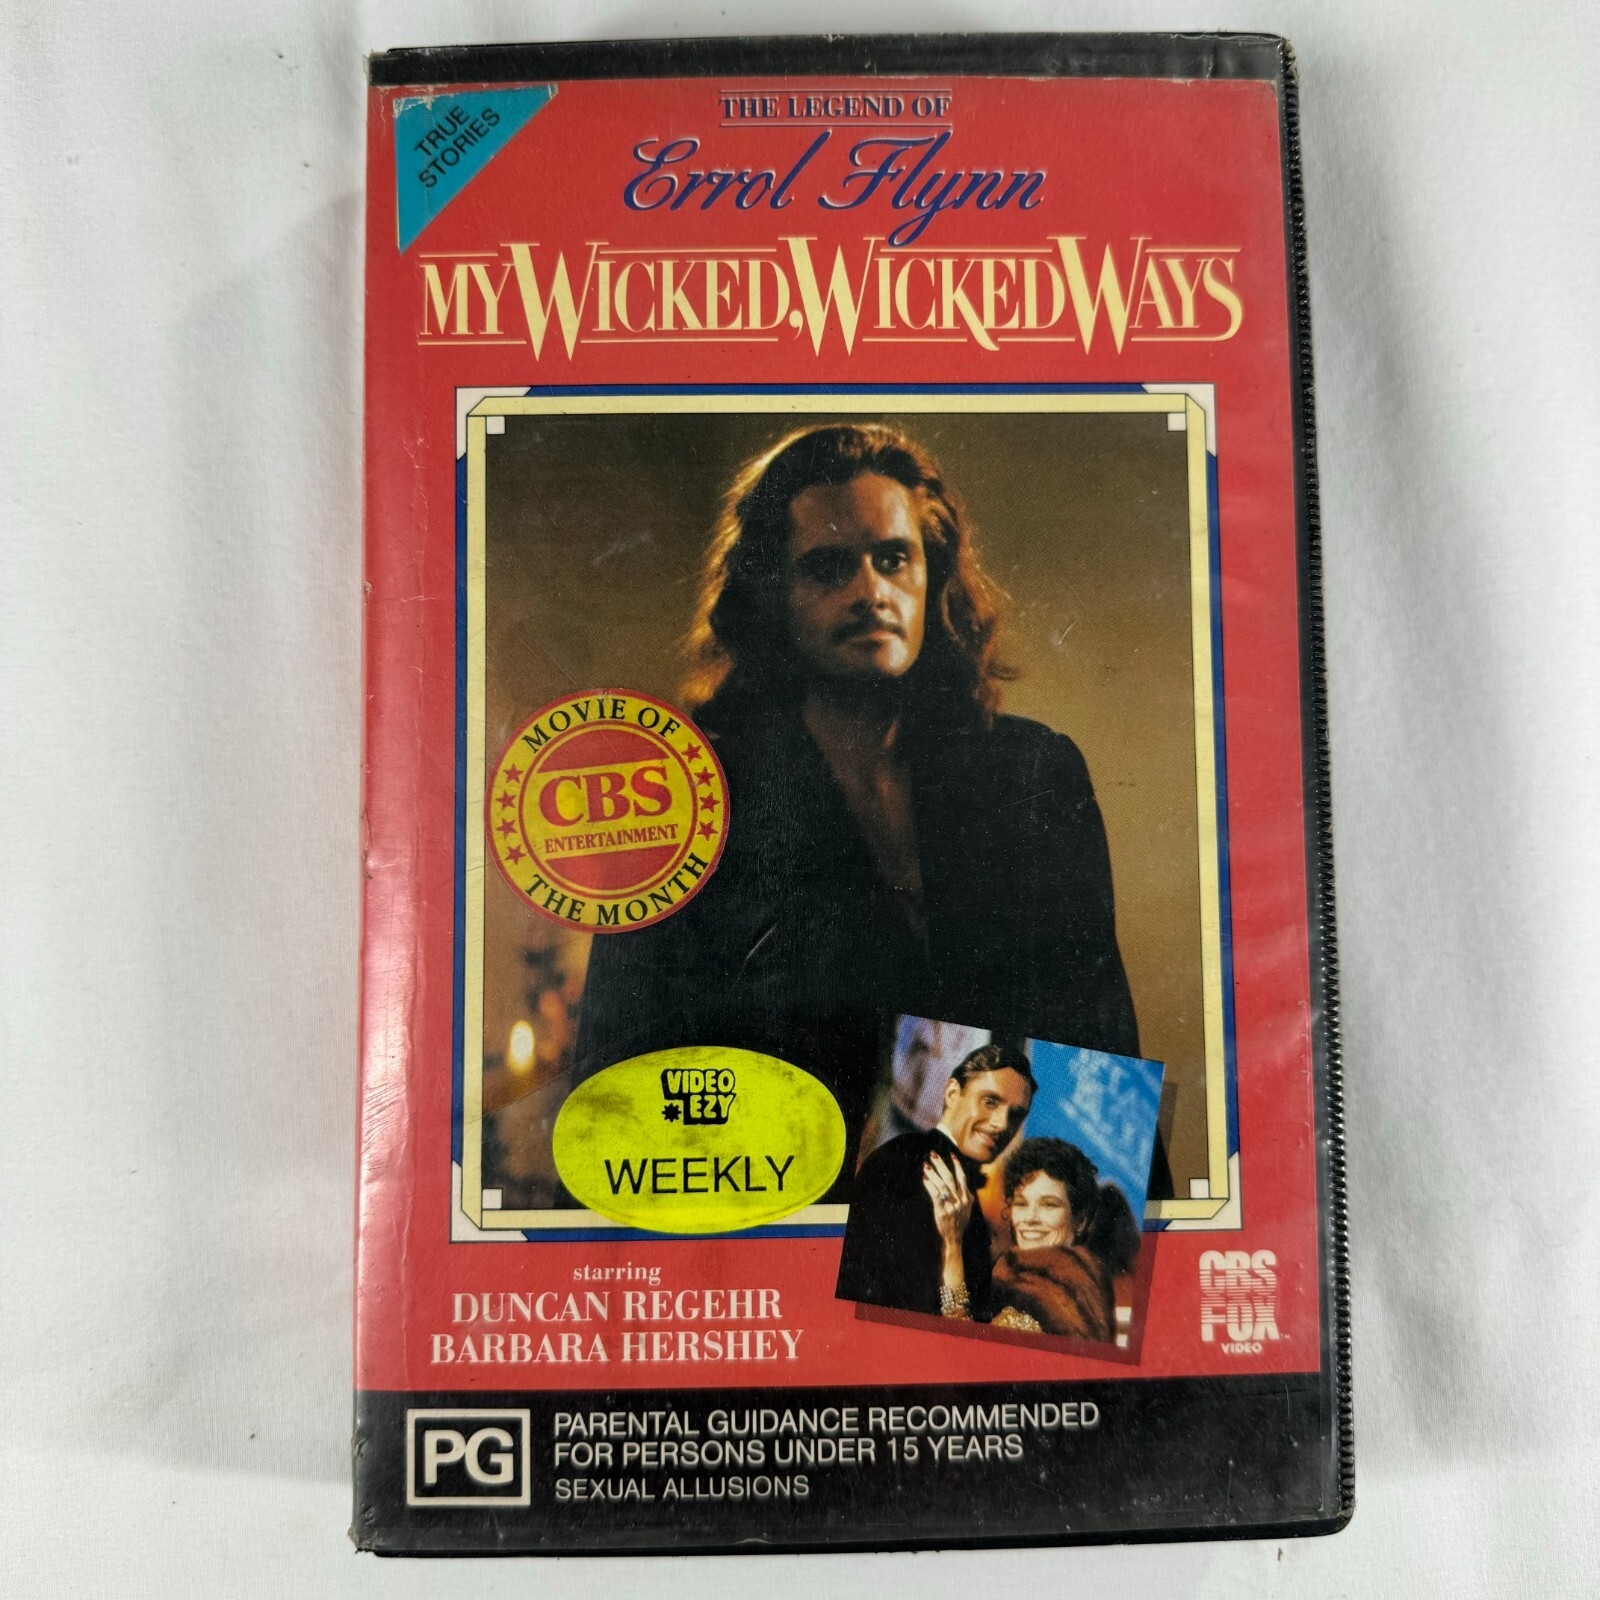 TRUE
STORIES
THE LEGEND OF
Errol Flynn
MY WICKED, WICKED WAYS
MOVIE OF
CBS
ENTERTAINMENT
THE MONTH
VIDEO
EZY
WEEKLY
starring
DUNCAN REGEHR
BARBARA HERSHEY
CBS
FOX
VIDEO
PG
PARENTAL GUIDANCE RECOMMENDED
FOR PERSONS UNDER 15 YEARS
SEXUAL ALLUSIONS